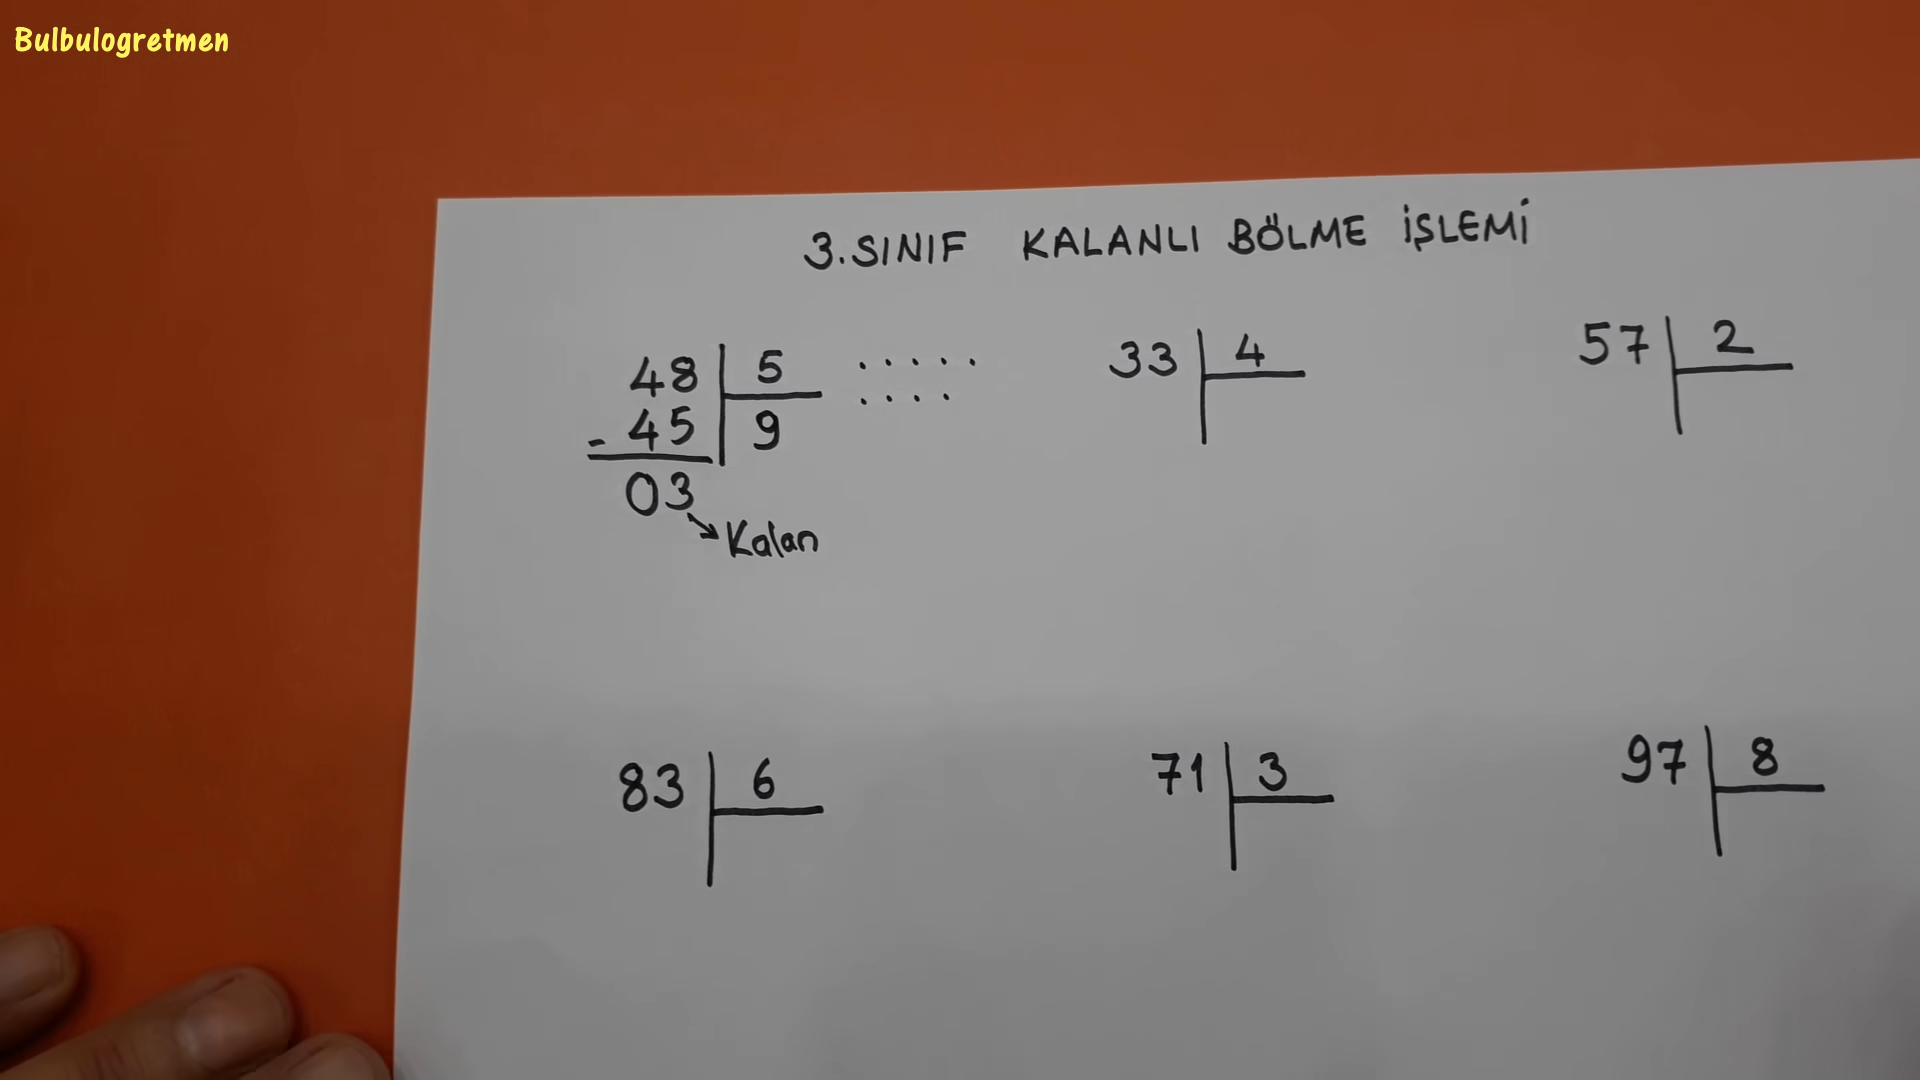 Bulbulogretmen
3.SINIF KALANLI BÖLME İŞLEMİ
48 5
- 45 9
03
Kalan
33 4
57 2
83 6
71 3
97 8